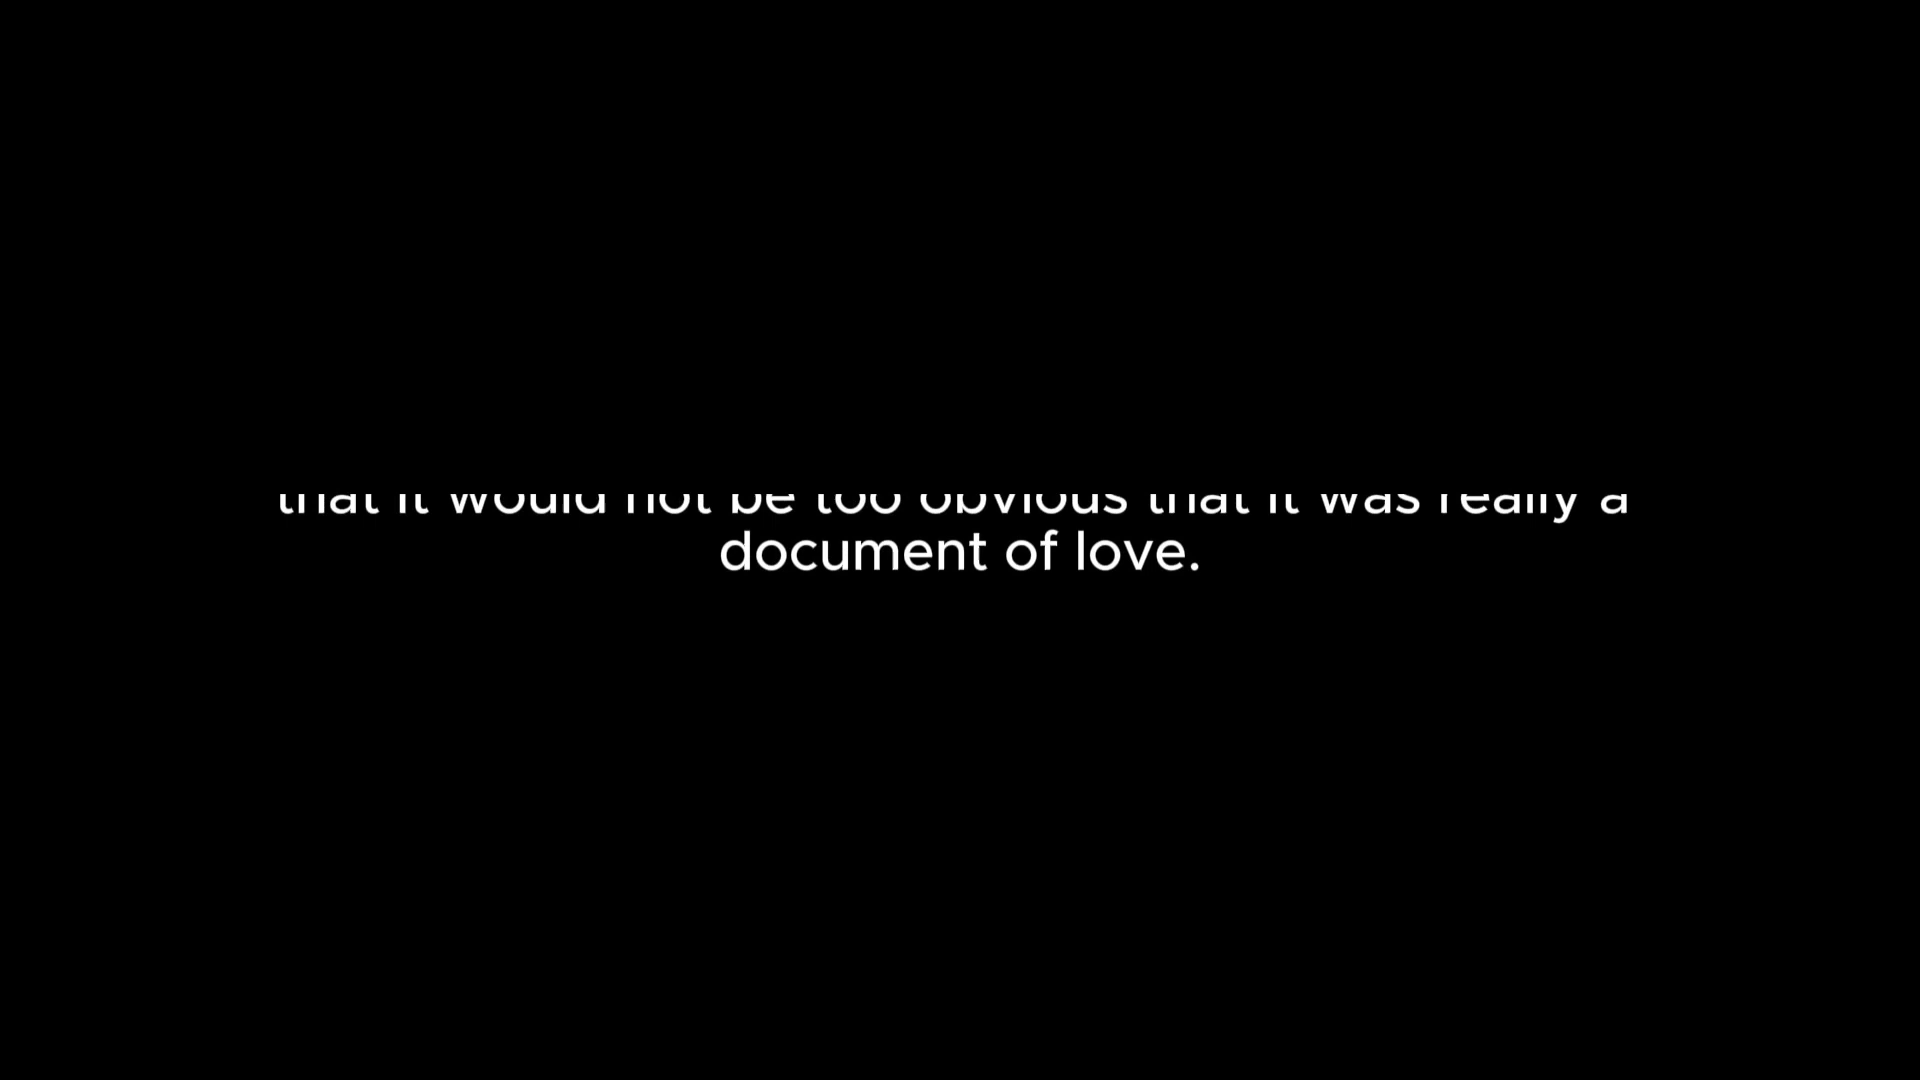 that it would not be too obvious that it was really a
document of love.